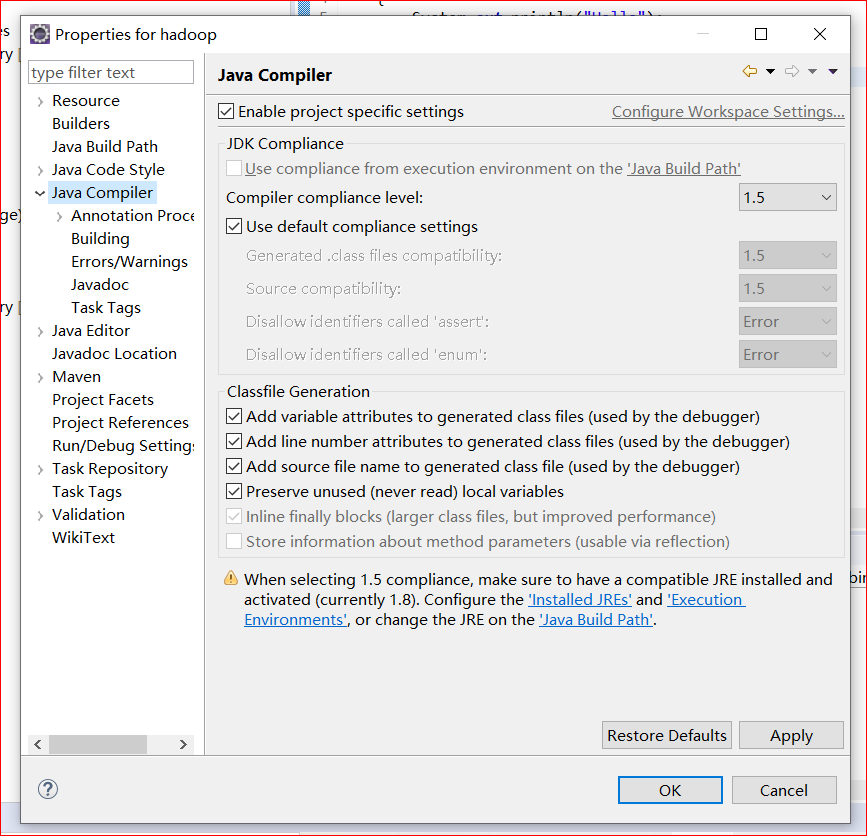 System.out.println("Hello");
Properties for hadoop
type filter text
Resource
Builders
Java Build Path
Java Code Style
Java Compiler
Annotation Proce
Building
Errors/Warnings
Javadoc
Task Tags
Java Editor
Javadoc Location
Maven
Project Facets
Project References
Run/Debug Settings
Task Repository
Task Tags
Validation
WikiText
Java Compiler
Enable project specific settings
Configure Workspace Settings...
JDK Compliance
Use compliance from execution environment on the 'Java Build Path'
Compiler compliance level: 1.5
Use default compliance settings
Generated .class files compatibility: 1.5
Source compatibility: 1.5
Disallow identifiers called 'assert': Error
Disallow identifiers called 'enum': Error
Classfile Generation
Add variable attributes to generated class files (used by the debugger)
Add line number attributes to generated class files (used by the debugger)
Add source file name to generated class file (used by the debugger)
Preserve unused (never read) local variables
Inline finally blocks (larger class files, but improved performance)
Store information about method parameters (usable via reflection)
When selecting 1.5 compliance, make sure to have a compatible JRE installed and
activated (currently 1.8). Configure the 'Installed JREs' and 'Execution
Environments', or change the JRE on the 'Java Build Path'.
Restore Defaults Apply
OK Cancel